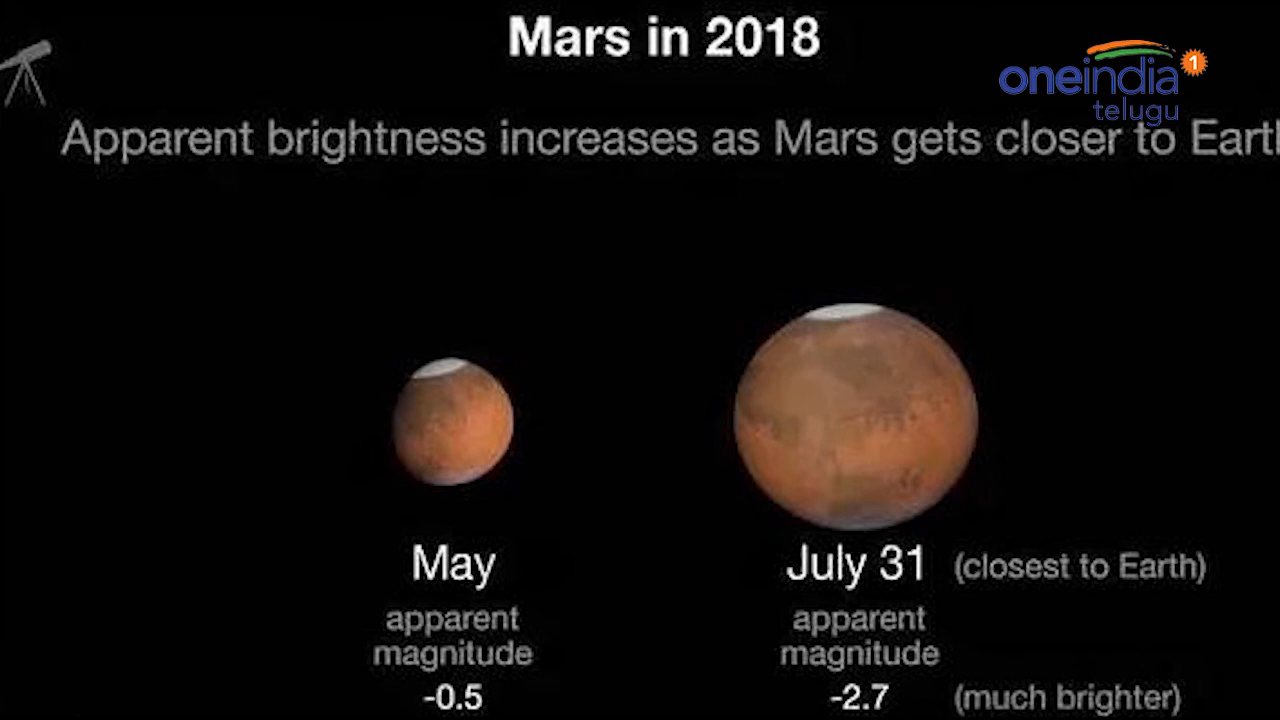 Mars in 2018
oneindia 1
telugu
Apparent brightness increases as Mars gets closer to Eart
May
July 31 (closest to Earth)
apparent
magnitude
-0.5
apparent
magnitude
-2.7 (much brighter)